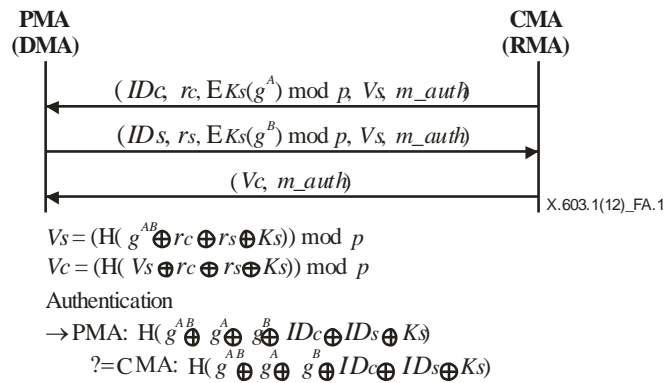 PMA CMA
(DMA) (RMA)
(IDc, rc, EKs(g^A) mod p, Vs, m_auth)
(IDs, rs, EKs(g^B) mod p, Vs, m_auth)
(Vc, m_auth)
X.603.1(12)_FA.1
Vs = (H( g^AB ⊕ rc ⊕ rs ⊕ Ks)) mod p
Vc = (H( Vs ⊕ rc ⊕ rs ⊕ Ks)) mod p
Authentication
→ PMA: H( g^AB ⊕ g^A ⊕ g^B ⊕ IDc ⊕ IDs ⊕ Ks)
?= CMA: H( g^AB ⊕ g^A ⊕ g^B ⊕ IDc ⊕ IDs ⊕ Ks)